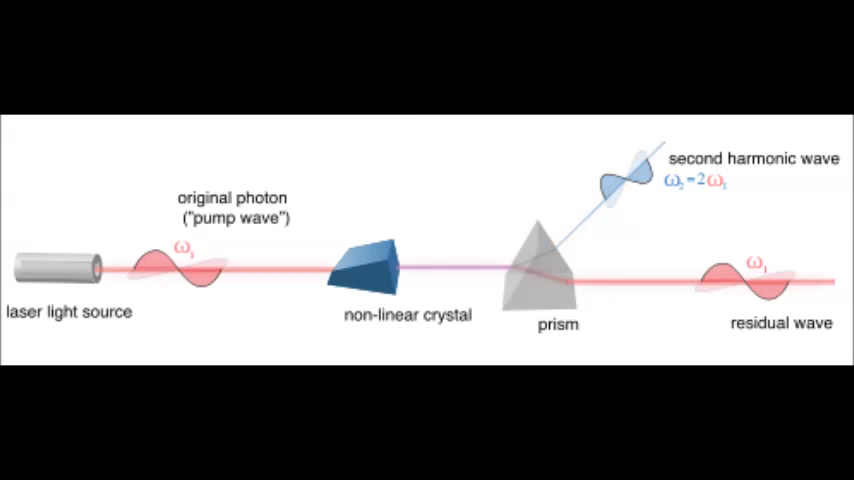 second harmonic wave
ω₂=2ω₁
original photon
("pump wave")
ω₁
ω₁
laser light source
non-linear crystal
prism
residual wave